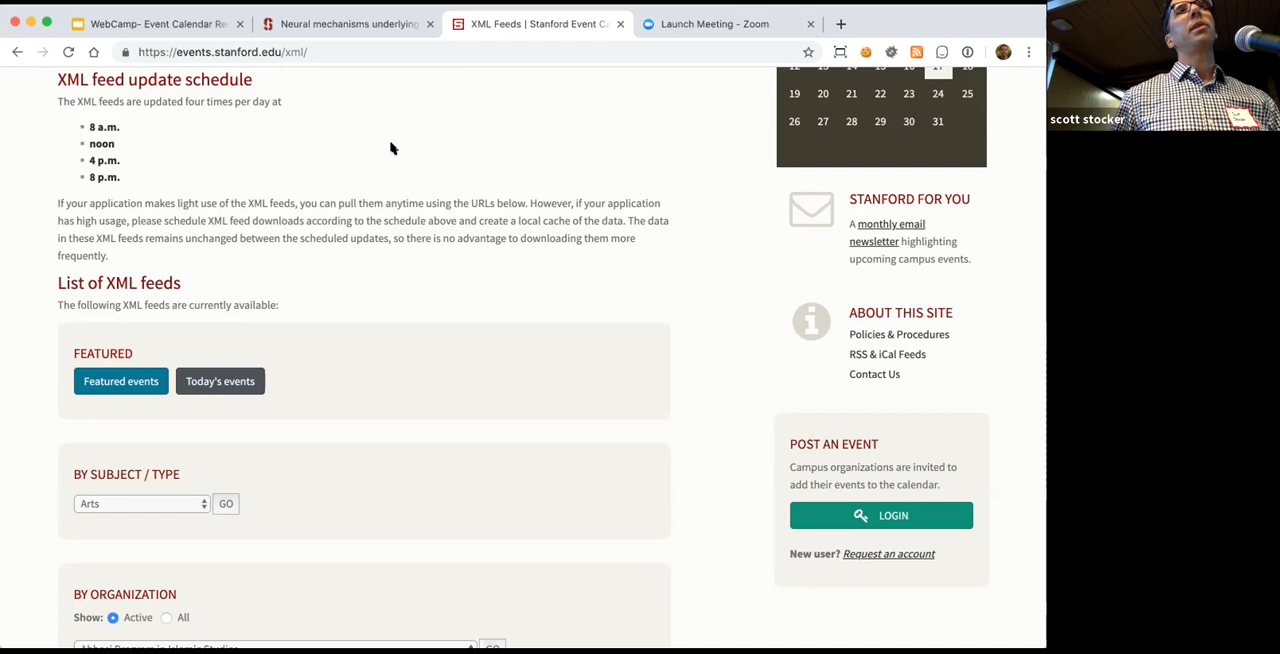 WebCamp- Event Calendar Re
Neural mechanisms underlying
XML Feeds | Stanford Event Ca
Launch Meeting - Zoom
https://events.stanford.edu/xml/
XML feed update schedule
The XML feeds are updated four times per day at
8 a.m.
noon
4 p.m.
8 p.m.
If your application makes light use of the XML feeds, you can pull them anytime using the URLs below. However, if your application
has high usage, please schedule XML feed downloads according to the schedule above and create a local cache of the data. The data
in these XML feeds remains unchanged between the scheduled updates, so there is no advantage to downloading them more
frequently.
List of XML feeds
The following XML feeds are currently available:
FEATURED
Featured events
Today's events
BY SUBJECT / TYPE
Arts
GO
BY ORGANIZATION
Show: Active All
19 20 21 22 23 24 25
26 27 28 29 30 31
STANFORD FOR YOU
A monthly email
newsletter highlighting
upcoming campus events.
ABOUT THIS SITE
Policies & Procedures
RSS & iCal Feeds
Contact Us
POST AN EVENT
Campus organizations are invited to
add their events to the calendar.
LOGIN
New user? Request an account
scott stocker